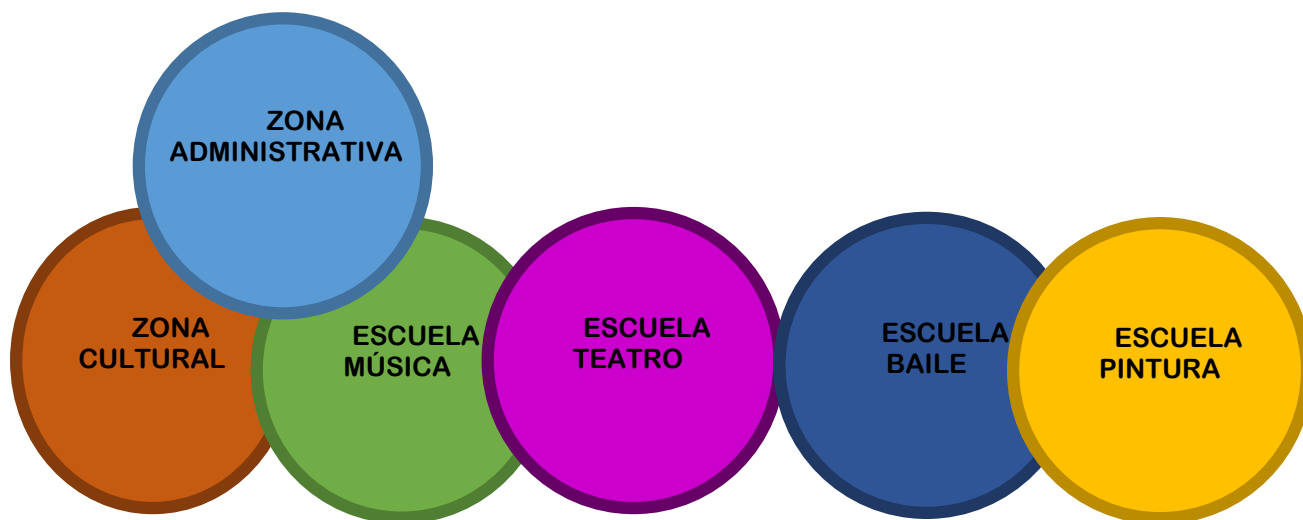 ZONA
ADMINISTRATIVA
ZONA
CULTURAL
ESCUELA
MÚSICA
ESCUELA
TEATRO
ESCUELA
BAILE
ESCUELA
PINTURA